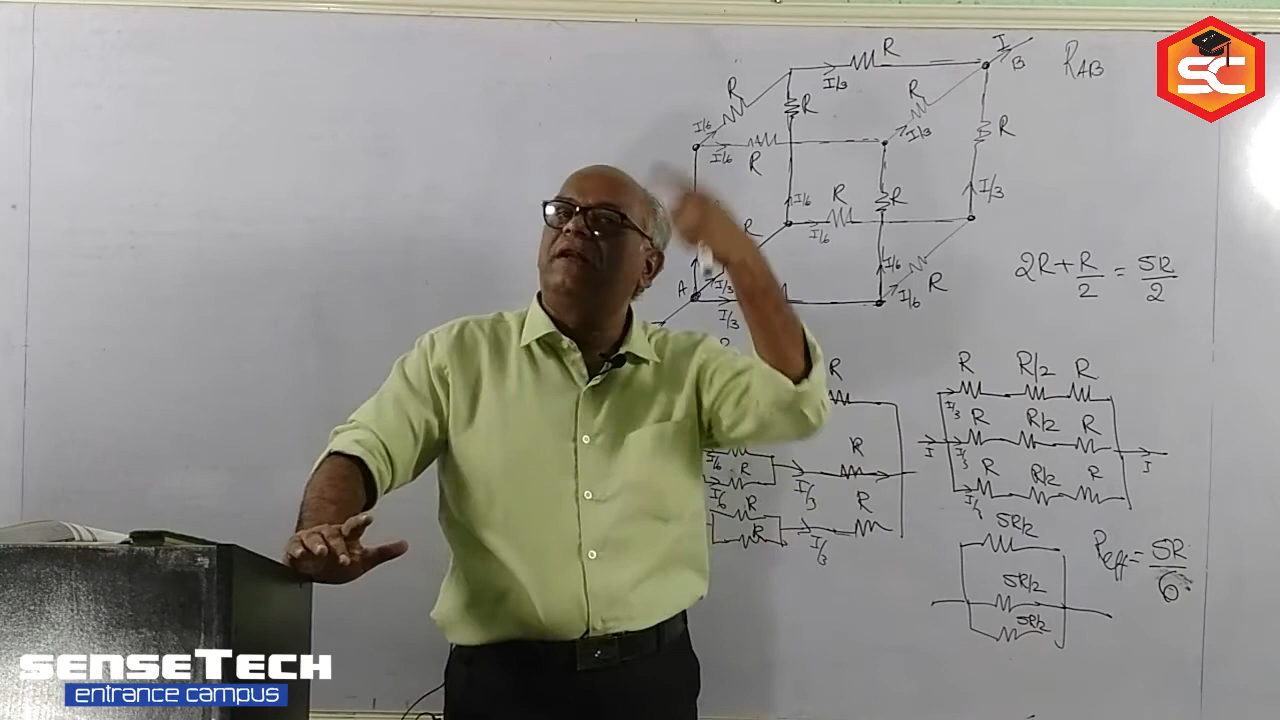 SC
I
B
R_AB
R
I/3
R
R
R
I/3
R
I/6
I/6
R
I/3
R
I/6
R
R
I/6
I/6
I/6
R
A
I/3
I/3
R
2R + R/2 = 5R/2
R
R R/2 R
I/3
R
R R/2 R
I
I/3
I
I/6
R
I/6
I/3
R
R R/2 R
R
R
R
I/3
5R/2
5R/2
5R/2
R_eff = 5R/6
senseTech
entrance campus